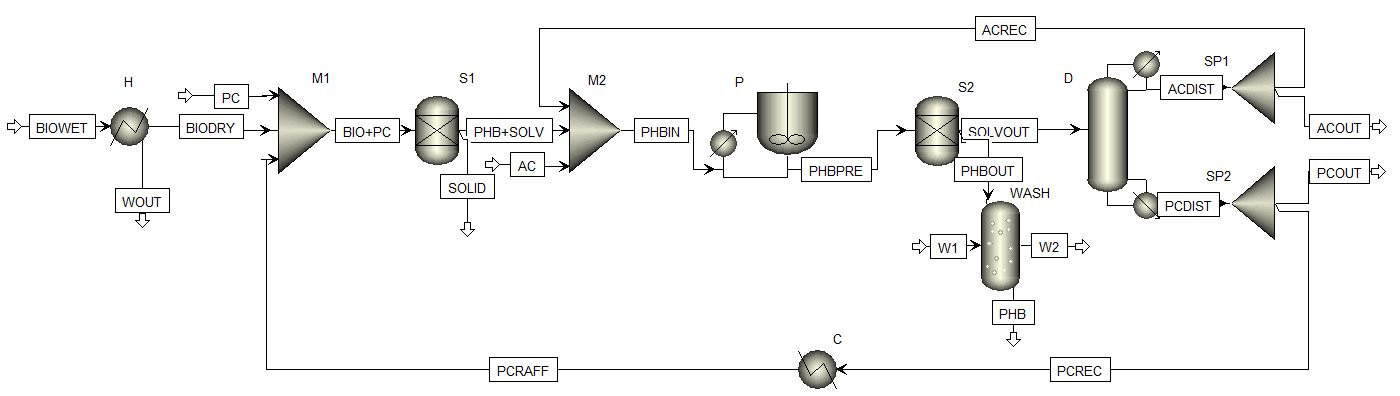 ACREC
H
M1
S1
M2
P
S2
D
SP1
PC
ACDIST
BIOWET
BIODRY
BIO+PC
PHB+SOLV
PHBIN
SOLVOUT
ACOUT
AC
PHBPRE
PHBOUT
SP2
PCOUT
SOLID
WASH
WOUT
PCDIST
W1
W2
PHB
C
PCRAFF
PCREC